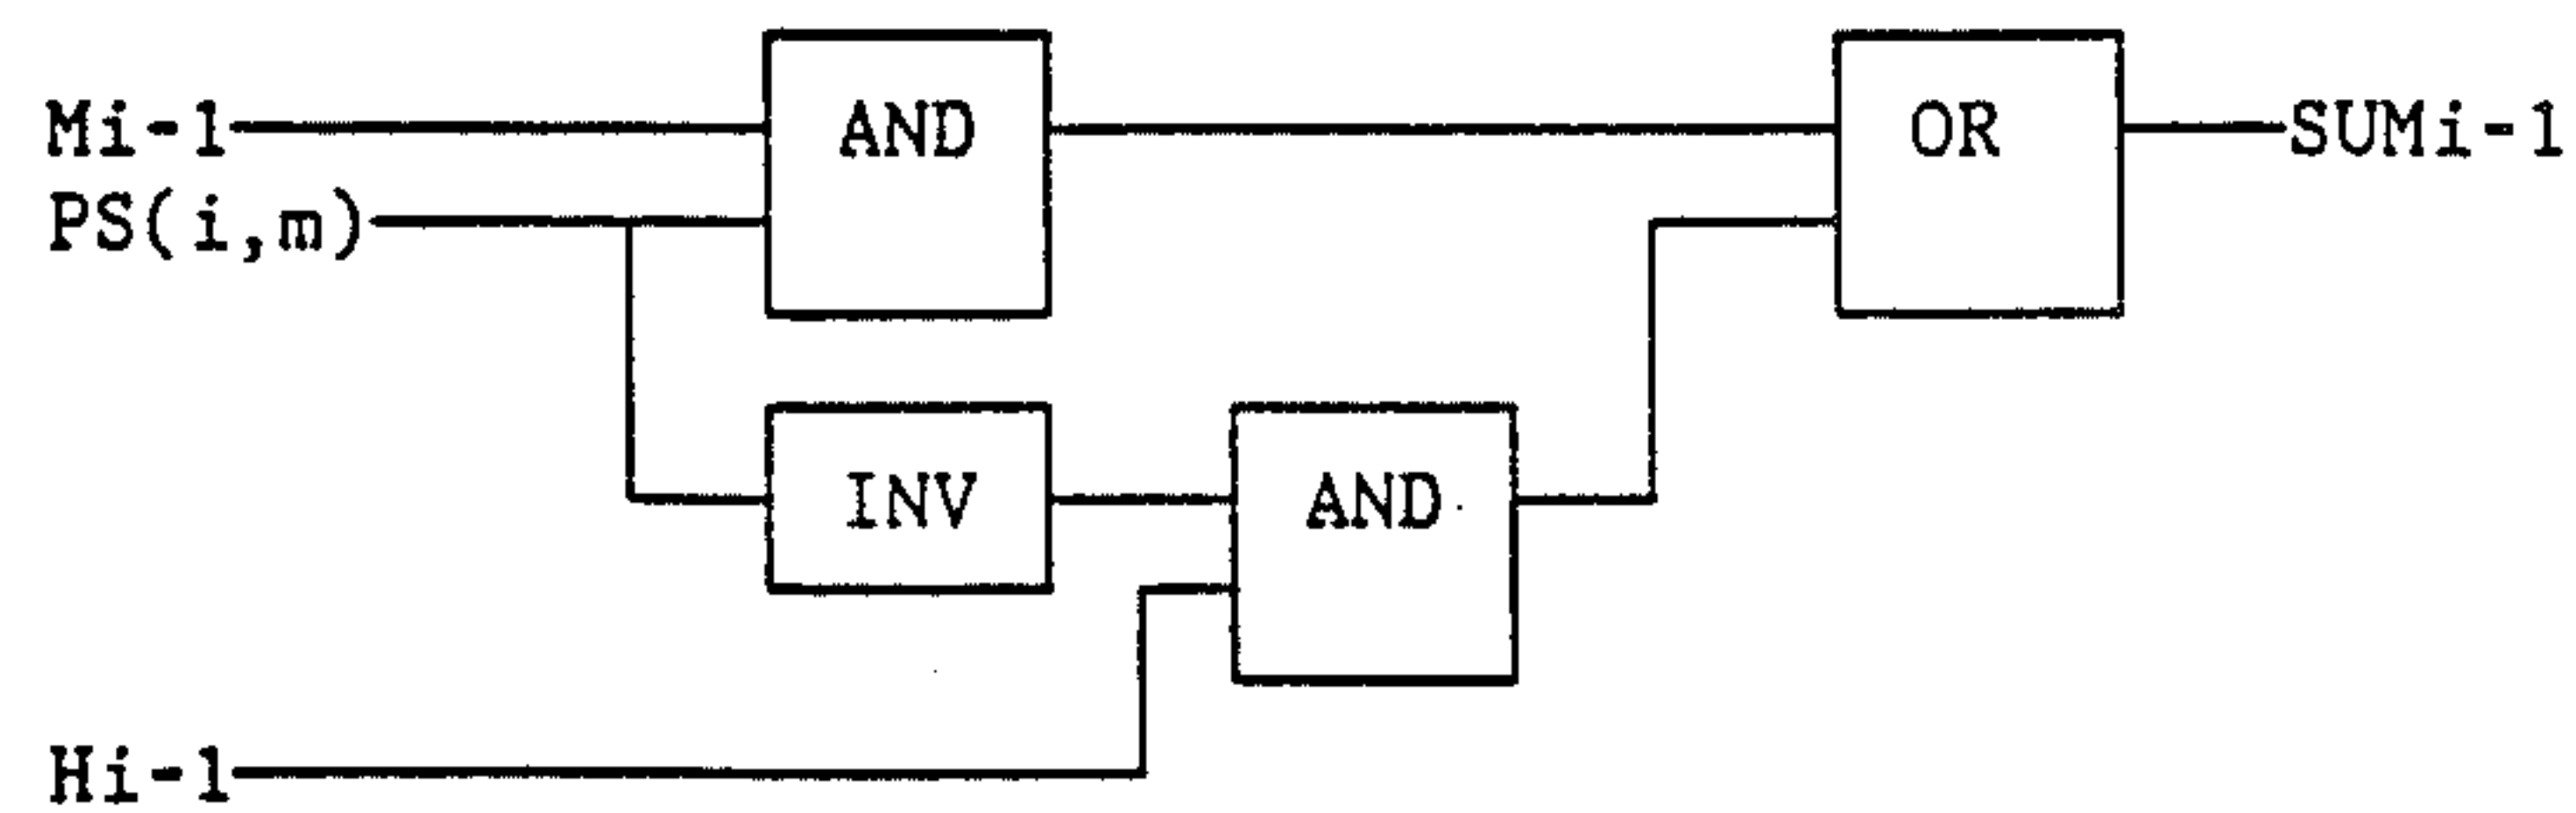 Mi-1
AND
OR
SUMi-1
PS(i,m)
INV
AND
Hi-1